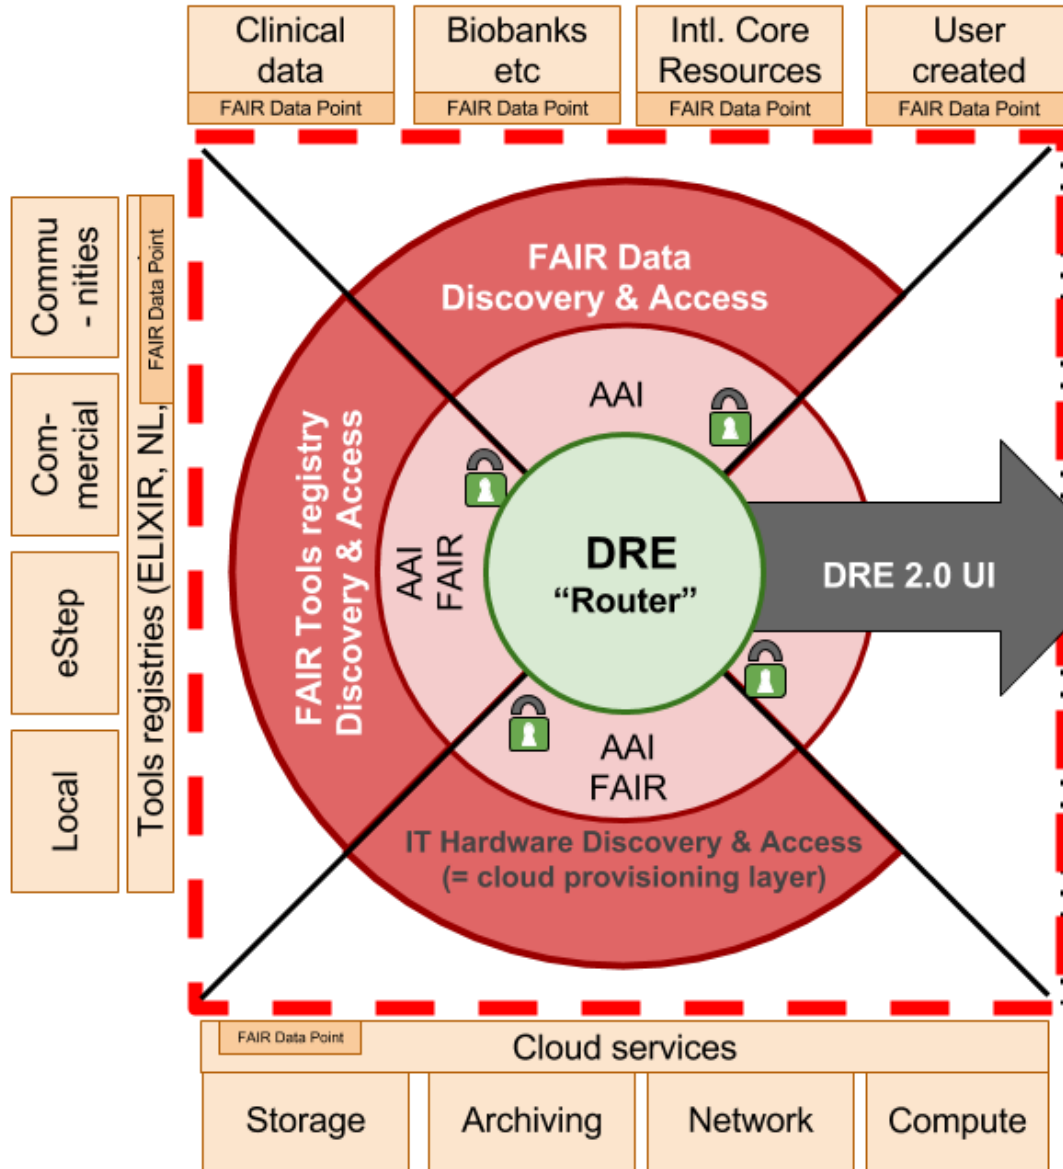 Clinical
data
FAIR Data Point
Biobanks
etc
FAIR Data Point
Intl. Core
Resources
FAIR Data Point
User
created
FAIR Data Point
Commu
- nities
Com-
mercial
eStep
Local
FAIR Data Point
Tools registries (ELIXIR, NL,
FAIR Data
Discovery & Access
FAIR Tools registry
Discovery & Access
AAI
AAI
FAIR
DRE
“Router”
DRE 2.0 UI
AAI
FAIR
IT Hardware Discovery & Access
(= cloud provisioning layer)
FAIR Data Point
Cloud services
Storage
Archiving
Network
Compute